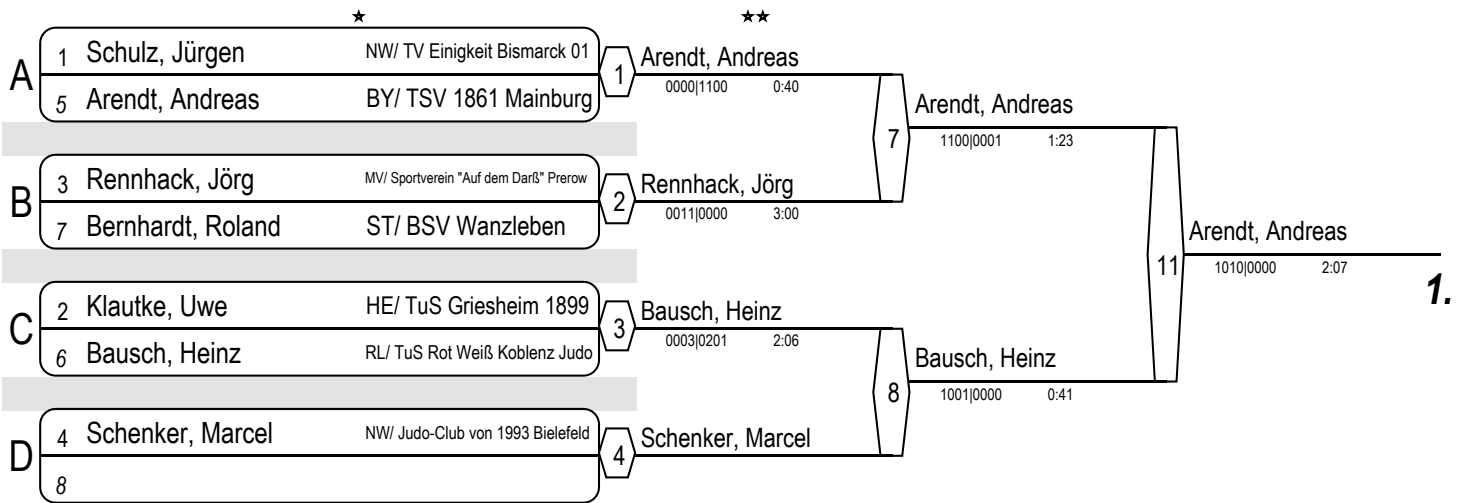 ★ ★★
A
1 Schulz, Jürgen NW/ TV Einigkeit Bismarck 01
5 Arendt, Andreas BY/ TSV 1861 Mainburg
1
Arendt, Andreas
0000|1100 0:40
B
3 Rennhack, Jörg MV/ Sportverein "Auf dem Darß" Prerow
7 Bernhardt, Roland ST/ BSV Wanzleben
2
Rennhack, Jörg
0011|0000 3:00
7
Arendt, Andreas
1100|0001 1:23
C
2 Klautke, Uwe HE/ TuS Griesheim 1899
6 Bausch, Heinz RL/ TuS Rot Weiß Koblenz Judo
3
Bausch, Heinz
0003|0201 2:06
D
4 Schenker, Marcel NW/ Judo-Club von 1993 Bielefeld
8
4
Schenker, Marcel
8
Bausch, Heinz
1001|0000 0:41
11
Arendt, Andreas
1010|0000 2:07
1.